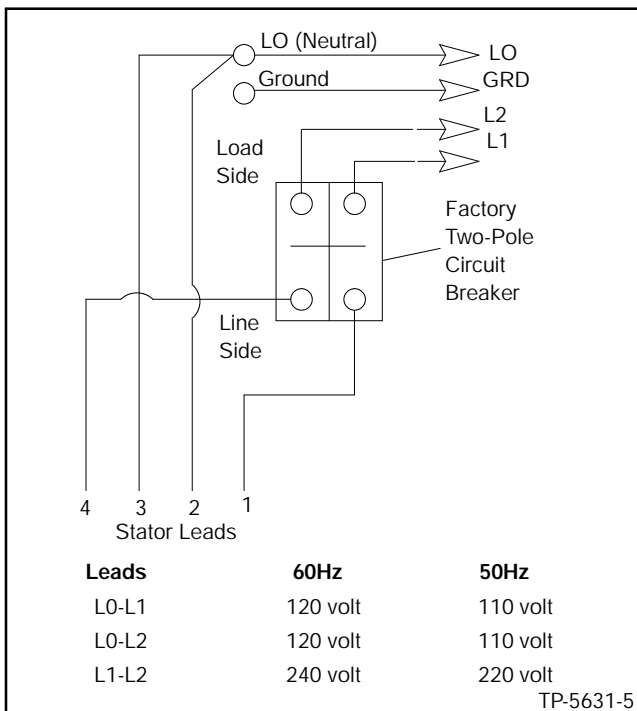 LO (Neutral)
LO
Ground
GRD
L2
L1
Load
Side
Factory
Two-Pole
Circuit
Breaker
Line
Side
4 3 2 1
Stator Leads
Leads 60Hz 50Hz
L0-L1 120 volt 110 volt
L0-L2 120 volt 110 volt
L1-L2 240 volt 220 volt
TP-5631-5